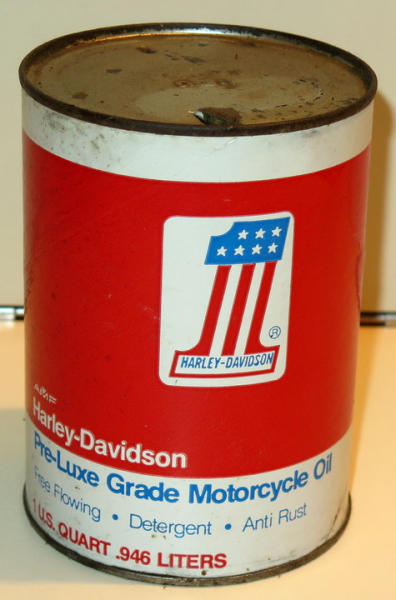 ®
HARLEY-DAVIDSON
AMF
Harley-Davidson
Pre-Luxe Grade Motorcycle Oil
Free Flowing • Detergent • Anti Rust
1 U.S. QUART .946 LITERS